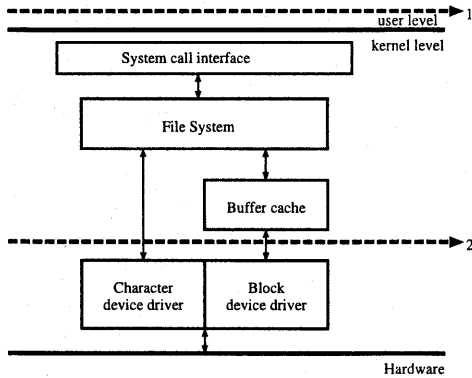 1
user level
kernel level
System call interface
File System
Buffer cache
2
Character
device driver
Block
device driver
Hardware